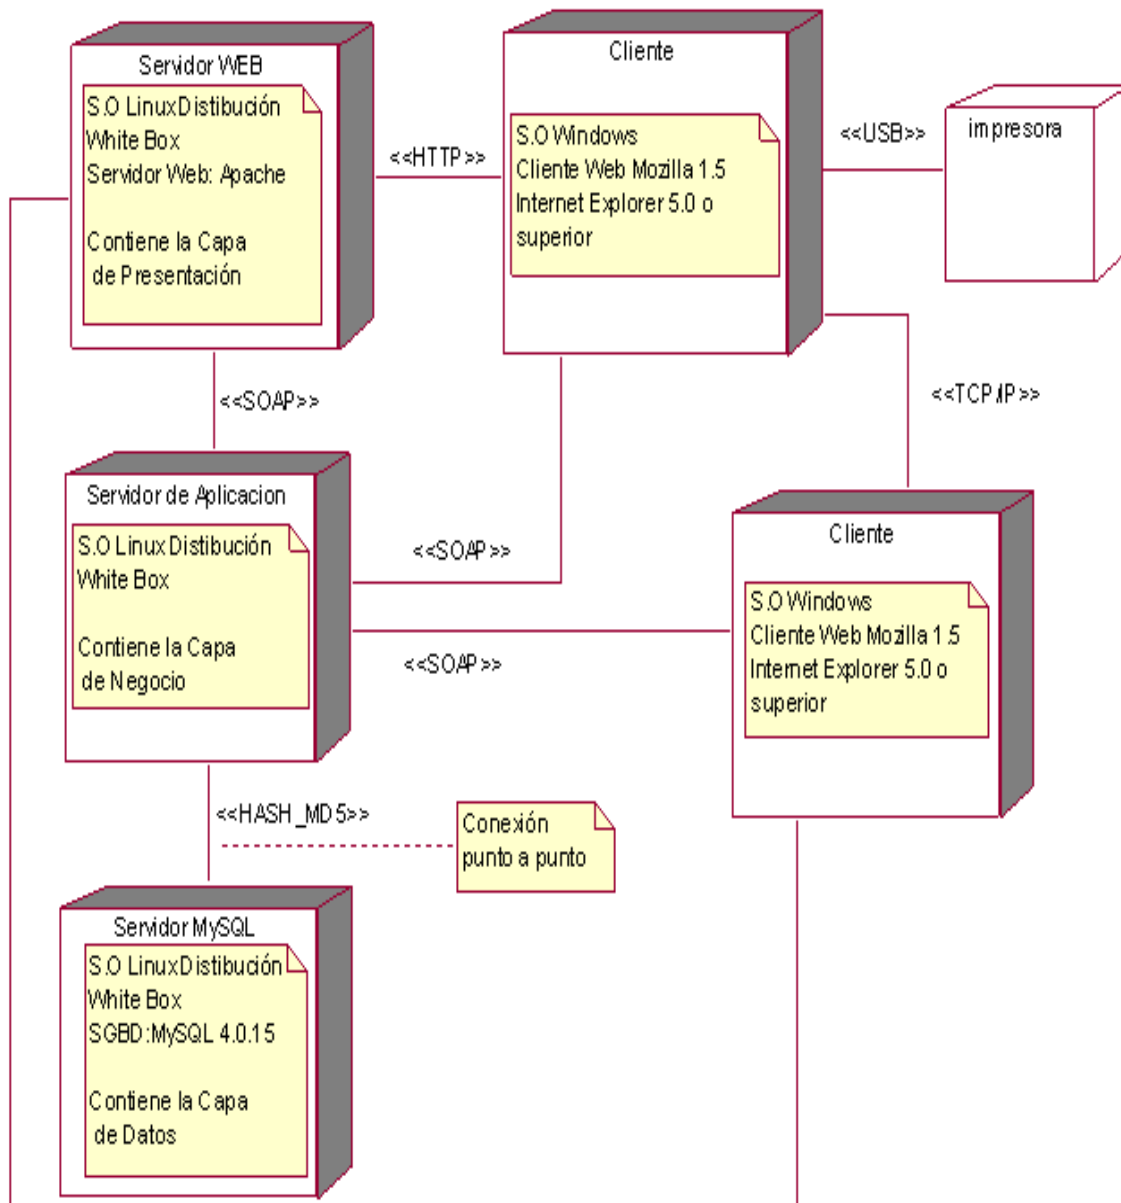 Servidor WEB
S.O Linux Distibución
White Box
Servidor Web: Apache
Contiene la Capa
de Presentación
<<HTTP>>
Cliente
S.O Windows
Cliente Web Mozilla 1.5
Internet Explorer 5.0 o
superior
<<USB>>
impresora
<<SOAP>>
<<TCP/IP>>
Servidor de Aplicacion
S.O Linux Distibución
White Box
Contiene la Capa
de Negocio
<<SOAP>>
<<SOAP>>
Cliente
S.O Windows
Cliente Web Mozilla 1.5
Internet Explorer 5.0 o
superior
<<HASH_MD5>>
Conexión
punto a punto
Servidor MySQL
S.O Linux Distibución
White Box
SGBD:MySQL 4.0.15
Contiene la Capa
de Datos